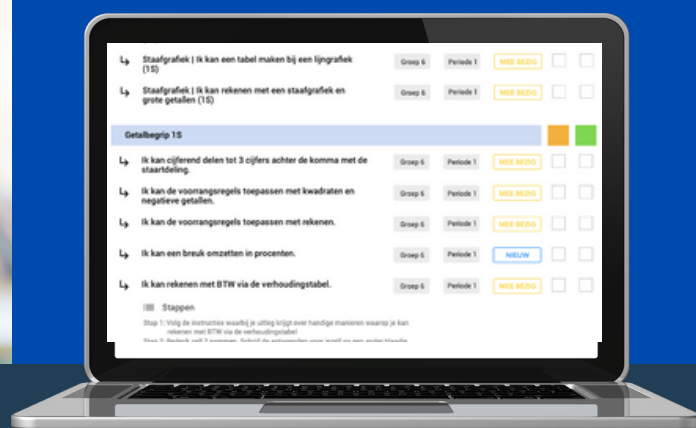 Staafgrafiek | Ik kan een tabel maken bij een lijngrafiek
(1S)
Groep 6 Periode 1 MEE BEZIG
Staafgrafiek | Ik kan rekenen met een staafgrafiek en
grote getallen (1S)
Groep 6 Periode 1 MEE BEZIG
Getalbegrip 1S
Ik kan cijferend delen tot 3 cijfers achter de komma met de
staartdeling.
Groep 6 Periode 1 MEE BEZIG
Ik kan de voorrangsregels toepassen met kwadraten en
negatieve getallen.
Groep 6 Periode 1 MEE BEZIG
Ik kan de voorrangsregels toepassen met rekenen.
Groep 6 Periode 1 MEE BEZIG
Ik kan een breuk omzetten in procenten.
Groep 6 Periode 1 NIEUW
Ik kan rekenen met BTW via de verhoudingstabel.
Groep 6 Periode 1 MEE BEZIG
Stappen
Stap 1: Volg de instructies waarbij je uitleg krijgt over handige manieren waarop je kan
rekenen met BTW via de verhoudingstabel